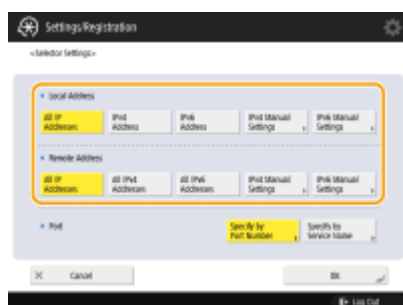 Settings/Registration
<Selector Settings>
Local Address
All IP Addresses
IPv4 Address
IPv6 Address
IPv4 Manual Settings
IPv6 Manual Settings
Remote Address
All IP Addresses
All IPv4 Addresses
All IPv6 Addresses
IPv4 Manual Settings
IPv6 Manual Settings
Port
Specify by Port Number
Specify by Service Name
Cancel
OK
Log Out